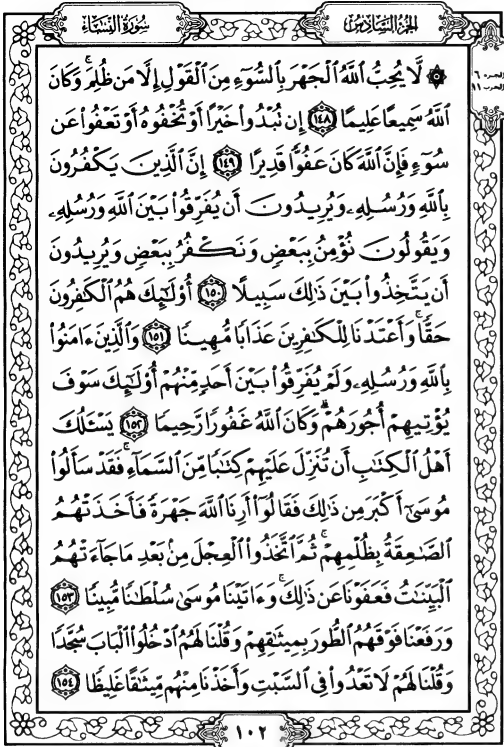 سُورَةُ النِّسَاءِ
الجُزْءُ السَّادِسُ
الحزب ١١
۞ لَّا يُحِبُّ ٱللَّهُ ٱلْجَهْرَ بِٱلسُّوٓءِ مِنَ ٱلْقَوْلِ إِلَّا مَن ظُلِمَ ۚ وَكَانَ
ٱللَّهُ سَمِيعًا عَلِيمًا ١٤٨ إِن تُبْدُوا۟ خَيْرًا أَوْ تُخْفُوهُ أَوْ تَعْفُوا۟ عَن
سُوٓءٍ فَإِنَّ ٱللَّهَ كَانَ عَفُوًّا قَدِيرًا ١٤٩ إِنَّ ٱلَّذِينَ يَكْفُرُونَ
بِٱللَّهِ وَرُسُلِهِۦ وَيُرِيدُونَ أَن يُفَرِّقُوا۟ بَيْنَ ٱللَّهِ وَرُسُلِهِۦ
وَيَقُولُونَ نُؤْمِنُ بِبَعْضٍ وَنَكْفُرُ بِبَعْضٍ وَيُرِيدُونَ
أَن يَتَّخِذُوا۟ بَيْنَ ذَٰلِكَ سَبِيلًا ١٥٠ أُو۟لَٰٓئِكَ هُمُ ٱلْكَٰفِرُونَ
حَقًّا ۚ وَأَعْتَدْنَا لِلْكَٰفِرِينَ عَذَابًا مُّهِينًا ١٥١ وَٱلَّذِينَ ءَامَنُوا۟
بِٱللَّهِ وَرُسُلِهِۦ وَلَمْ يُفَرِّقُوا۟ بَيْنَ أَحَدٍ مِّنْهُمْ أُو۟لَٰٓئِكَ سَوْفَ
يُؤْتِيهِمْ أُجُورَهُمْ ۗ وَكَانَ ٱللَّهُ غَفُورًا رَّحِيمًا ١٥٢ يَسْـَٔلُكَ
أَهْلُ ٱلْكِتَٰبِ أَن تُنَزِّلَ عَلَيْهِمْ كِتَٰبًا مِّنَ ٱلسَّمَآءِ ۚ فَقَدْ سَأَلُوا۟
مُوسَىٰٓ أَكْبَرَ مِن ذَٰلِكَ فَقَالُوٓا۟ أَرِنَا ٱللَّهَ جَهْرَةً فَأَخَذَتْهُمُ
ٱلصَّٰعِقَةُ بِظُلْمِهِمْ ۚ ثُمَّ ٱتَّخَذُوا۟ ٱلْعِجْلَ مِنۢ بَعْدِ مَا جَآءَتْهُمُ
ٱلْبَيِّنَٰتُ فَعَفَوْنَا عَن ذَٰلِكَ ۚ وَءَاتَيْنَا مُوسَىٰ سُلْطَٰنًا مُّبِينًا ١٥٣
وَرَفَعْنَا فَوْقَهُمُ ٱلطُّورَ بِمِيثَٰقِهِمْ وَقُلْنَا لَهُمُ ٱدْخُلُوا۟ ٱلْبَابَ سُجَّدًا
وَقُلْنَا لَهُمْ لَا تَعْدُوا۟ فِى ٱلسَّبْتِ وَأَخَذْنَا مِنْهُم مِّيثَٰقًا غَلِيظًا ١٥٤
١٠٢